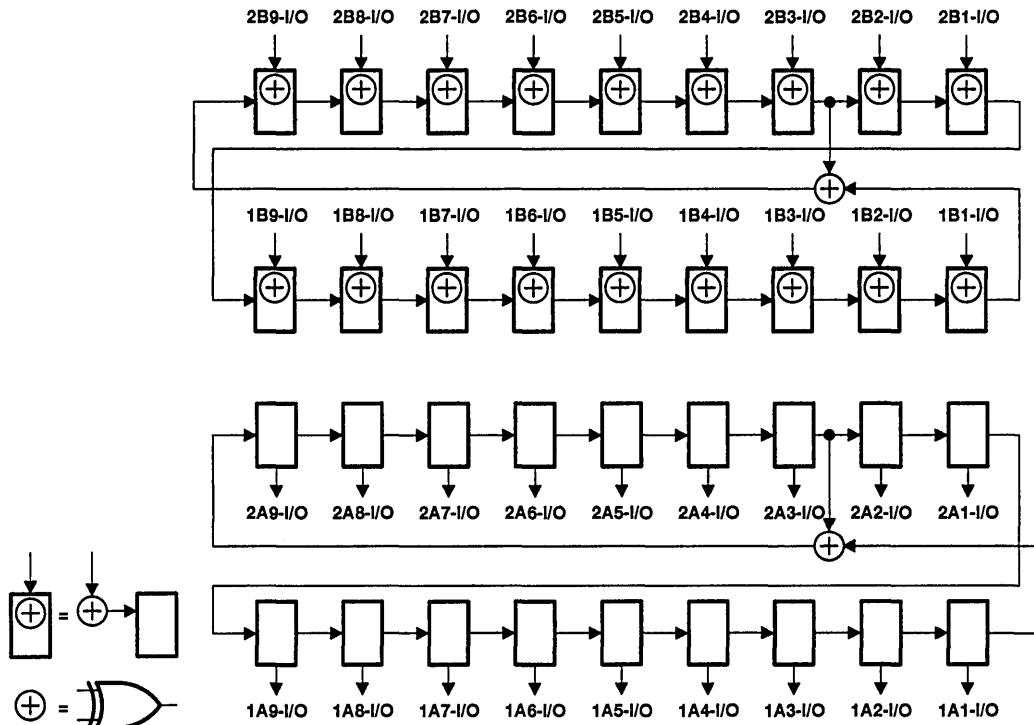 2B9-I/O 2B8-I/O 2B7-I/O 2B6-I/O 2B5-I/O 2B4-I/O 2B3-I/O 2B2-I/O 2B1-I/O
1B9-I/O 1B8-I/O 1B7-I/O 1B6-I/O 1B5-I/O 1B4-I/O 1B3-I/O 1B2-I/O 1B1-I/O
2A9-I/O 2A8-I/O 2A7-I/O 2A6-I/O 2A5-I/O 2A4-I/O 2A3-I/O 2A2-I/O 2A1-I/O
=
=
1A9-I/O 1A8-I/O 1A7-I/O 1A6-I/O 1A5-I/O 1A4-I/O 1A3-I/O 1A2-I/O 1A1-I/O